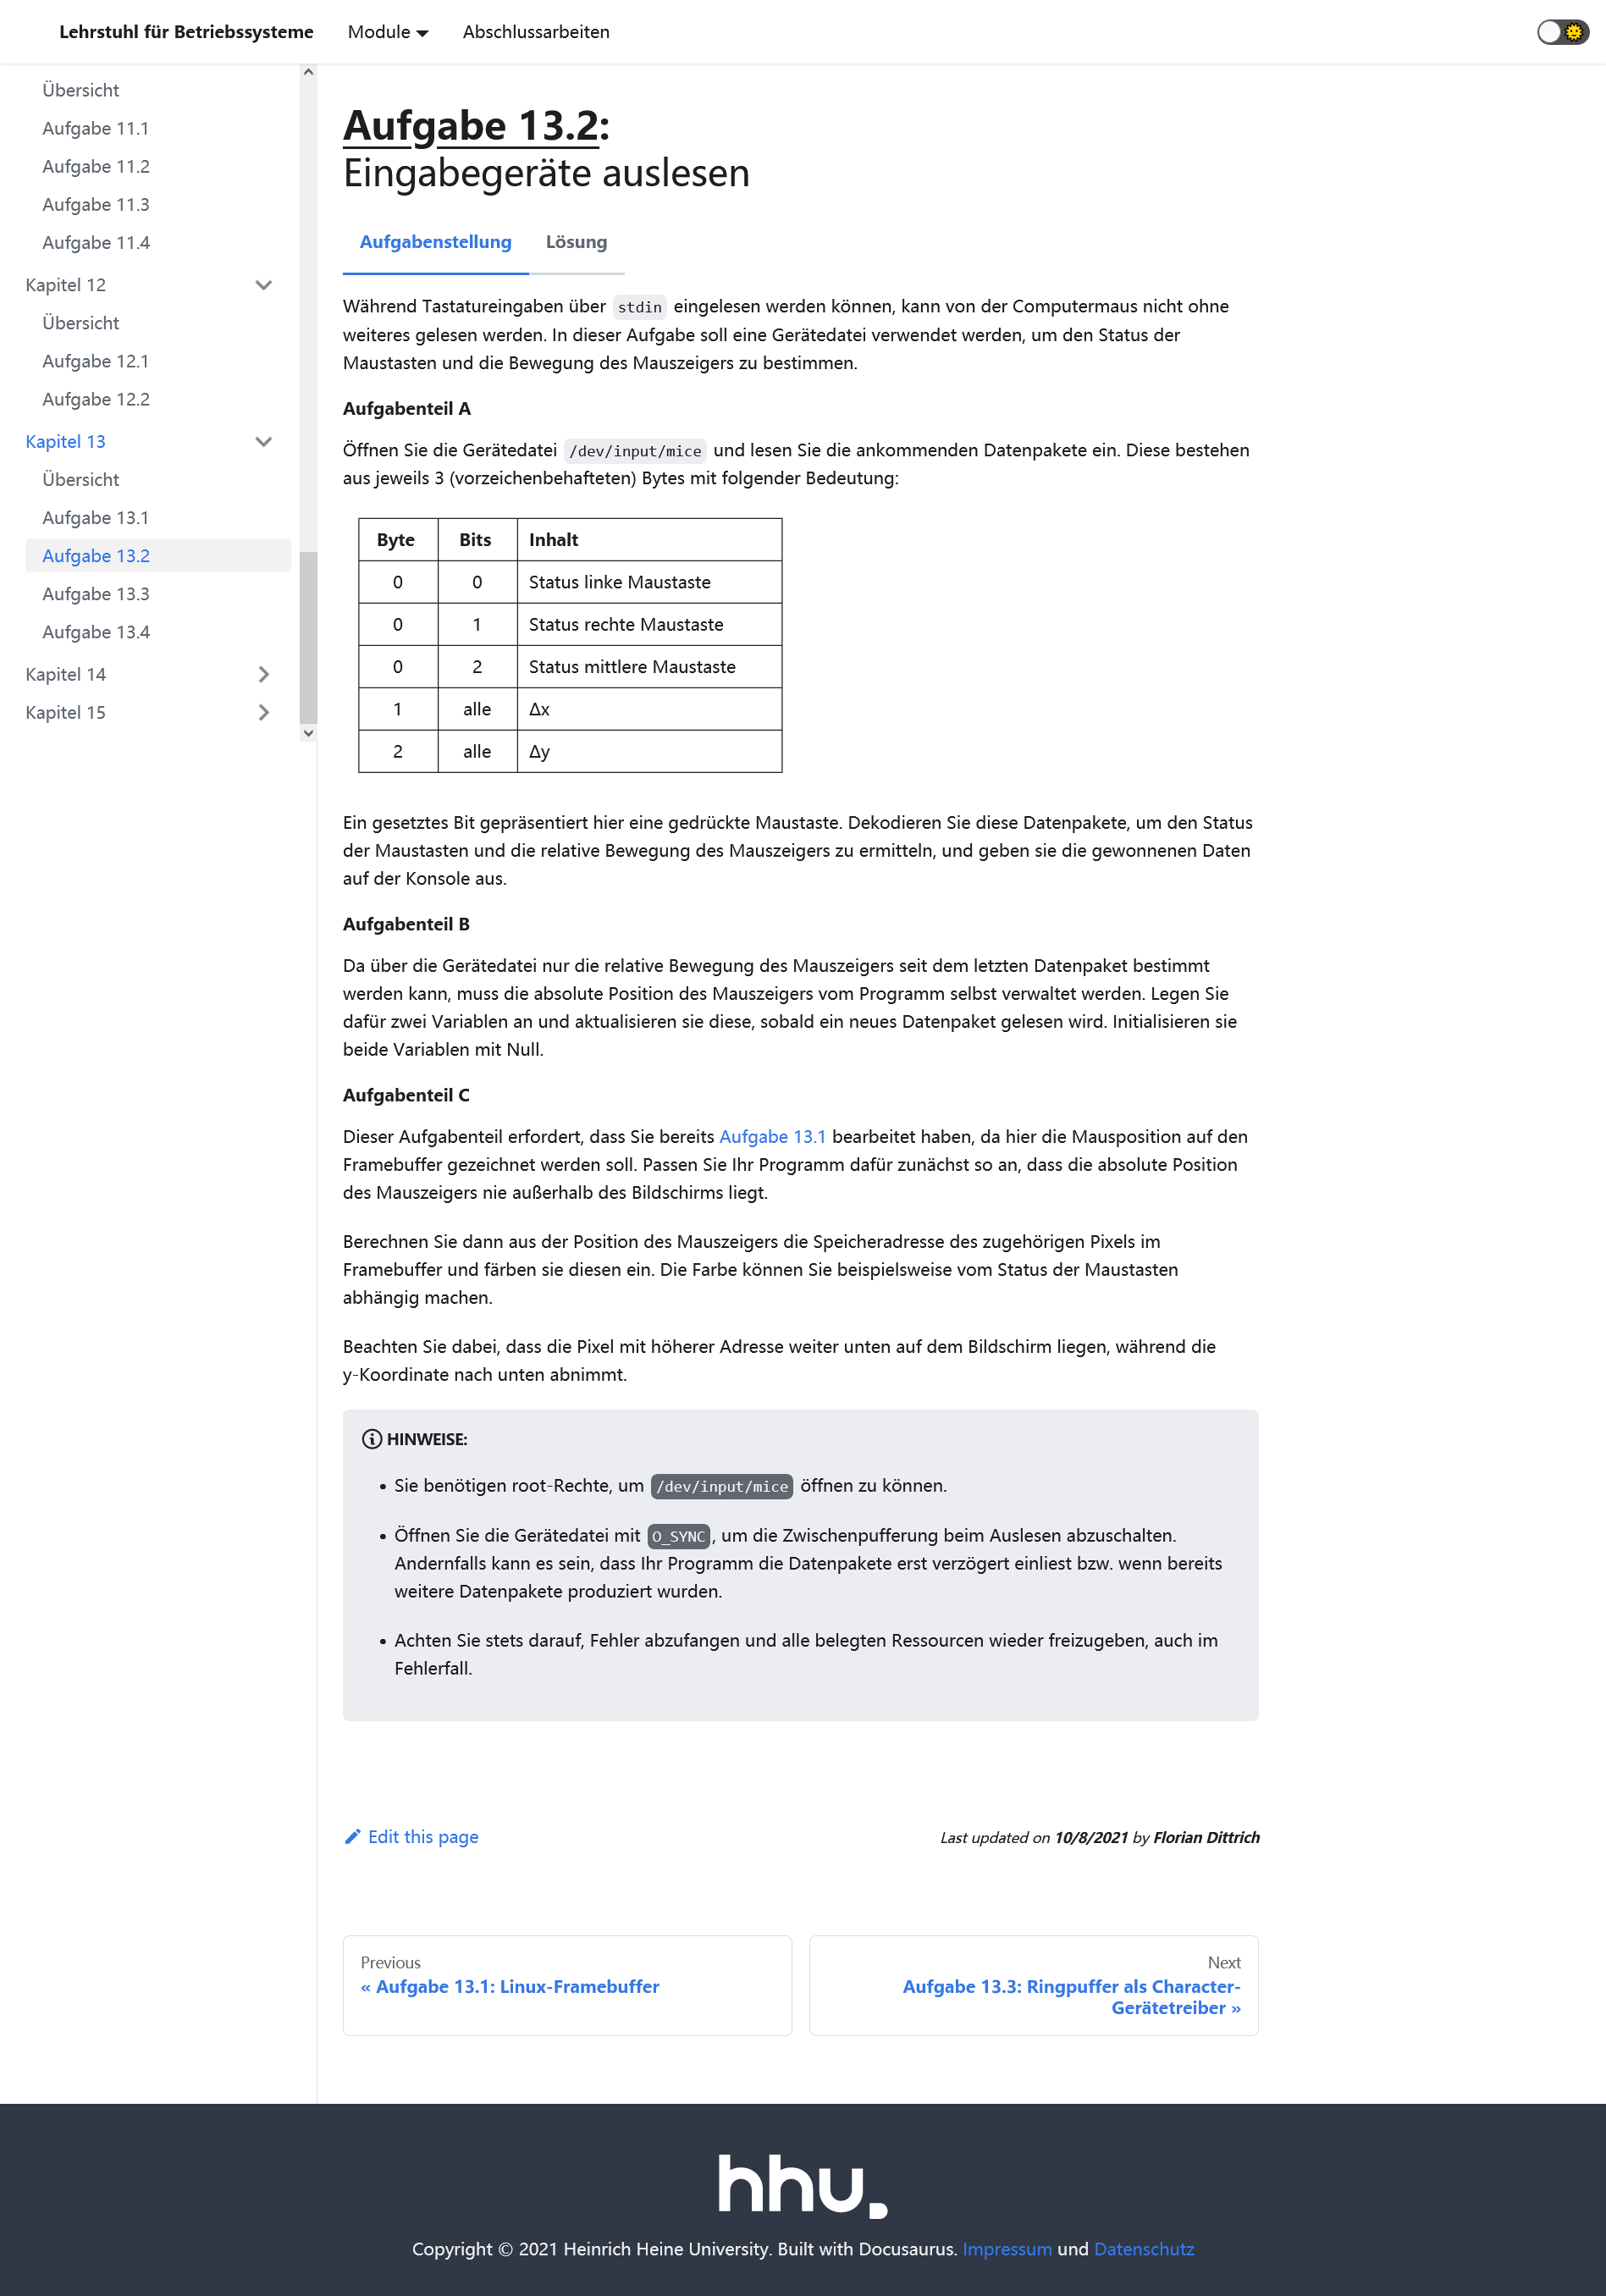 Lehrstuhl für Betriebssysteme Module Abschlussarbeiten
Übersicht
Aufgabe 11.1
Aufgabe 11.2
Aufgabe 11.3
Aufgabe 11.4
Kapitel 12
Übersicht
Aufgabe 12.1
Aufgabe 12.2
Kapitel 13
Übersicht
Aufgabe 13.1
Aufgabe 13.2
Aufgabe 13.3
Aufgabe 13.4
Kapitel 14
Kapitel 15
Aufgabe 13.2:
Eingabegeräte auslesen
Aufgabenstellung Lösung
Während Tastatureingaben über stdin eingelesen werden können, kann von der Computermaus nicht ohne
weiteres gelesen werden. In dieser Aufgabe soll eine Gerätedatei verwendet werden, um den Status der
Maustasten und die Bewegung des Mauszeigers zu bestimmen.
Aufgabenteil A
Öffnen Sie die Gerätedatei /dev/input/mice und lesen Sie die ankommenden Datenpakete ein. Diese bestehen
aus jeweils 3 (vorzeichenbehafteten) Bytes mit folgender Bedeutung:
Byte Bits Inhalt
0 0 Status linke Maustaste
0 1 Status rechte Maustaste
0 2 Status mittlere Maustaste
1 alle Δx
2 alle Δy
Ein gesetztes Bit gepräsentiert hier eine gedrückte Maustaste. Dekodieren Sie diese Datenpakete, um den Status
der Maustasten und die relative Bewegung des Mauszeigers zu ermitteln, und geben sie die gewonnenen Daten
auf der Konsole aus.
Aufgabenteil B
Da über die Gerätedatei nur die relative Bewegung des Mauszeigers seit dem letzten Datenpaket bestimmt
werden kann, muss die absolute Position des Mauszeigers vom Programm selbst verwaltet werden. Legen Sie
dafür zwei Variablen an und aktualisieren sie diese, sobald ein neues Datenpaket gelesen wird. Initialisieren sie
beide Variablen mit Null.
Aufgabenteil C
Dieser Aufgabenteil erfordert, dass Sie bereits Aufgabe 13.1 bearbeitet haben, da hier die Mausposition auf den
Framebuffer gezeichnet werden soll. Passen Sie Ihr Programm dafür zunächst so an, dass die absolute Position
des Mauszeigers nie außerhalb des Bildschirms liegt.
Berechnen Sie dann aus der Position des Mauszeigers die Speicheradresse des zugehörigen Pixels im
Framebuffer und färben sie diesen ein. Die Farbe können Sie beispielsweise vom Status der Maustasten
abhängig machen.
Beachten Sie dabei, dass die Pixel mit höherer Adresse weiter unten auf dem Bildschirm liegen, während die
y-Koordinate nach unten abnimmt.
HINWEISE:
• Sie benötigen root-Rechte, um /dev/input/mice öffnen zu können.
• Öffnen Sie die Gerätedatei mit O_SYNC, um die Zwischenpufferung beim Auslesen abzuschalten.
Andernfalls kann es sein, dass Ihr Programm die Datenpakete erst verzögert einliest bzw. wenn bereits
weitere Datenpakete produziert wurden.
• Achten Sie stets darauf, Fehler abzufangen und alle belegten Ressourcen wieder freizugeben, auch im
Fehlerfall.
Edit this page Last updated on 10/8/2021 by Florian Dittrich
Previous
« Aufgabe 13.1: Linux-Framebuffer
Next
Aufgabe 13.3: Ringpuffer als Character-
Gerätetreiber »
hhu.
Copyright © 2021 Heinrich Heine University. Built with Docusaurus. Impressum und Datenschutz